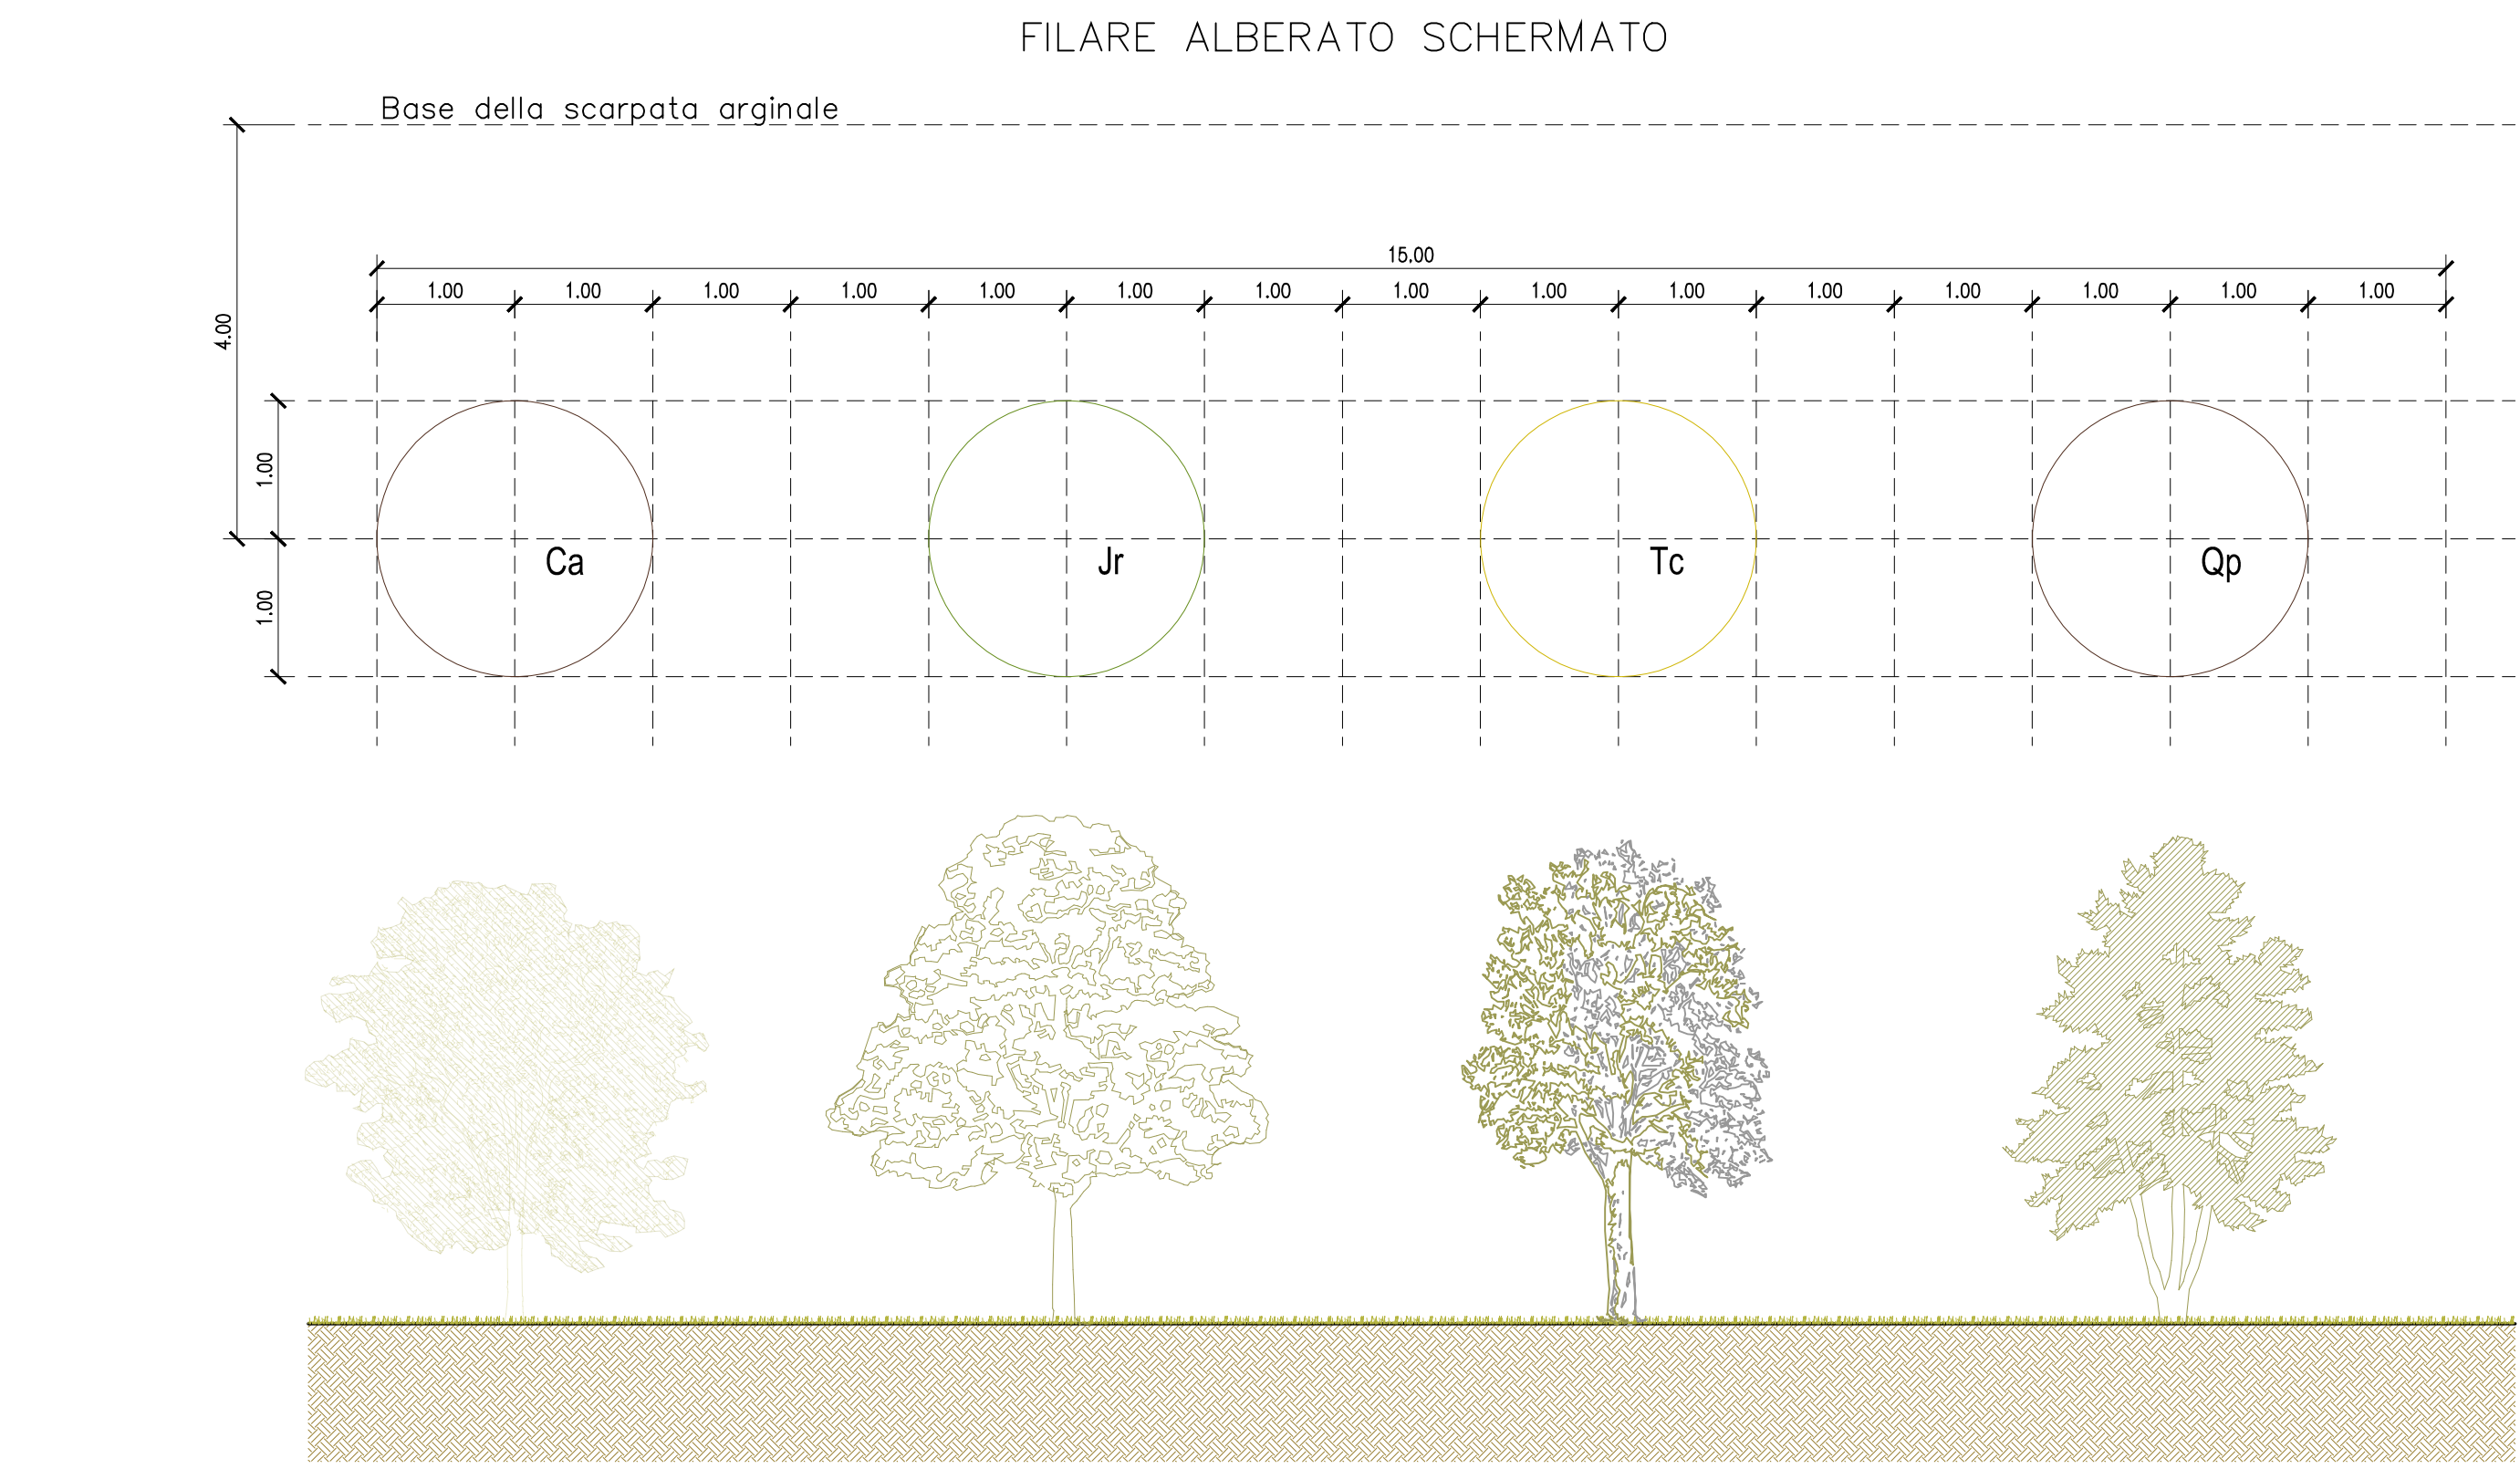 FILARE ALBERATO SCHERMATO
Base della scarpata arginale
15,00
1.00 1.00 1.00 1.00 1.00 1.00 1.00 1.00 1.00 1.00 1.00 1.00 1.00 1.00 1.00
4.00
1.00
Ca Jr Tc Qp
1.00